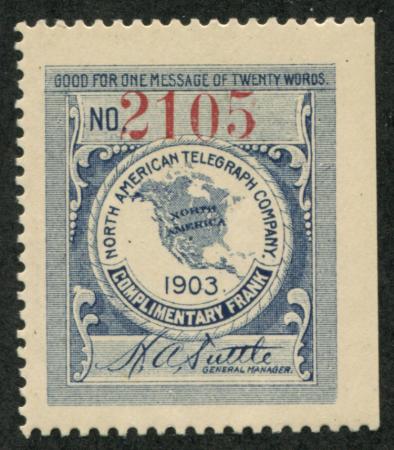 GOOD FOR ONE MESSAGE OF TWENTY WORDS.
NO 2105
NORTH AMERICAN TELEGRAPH COMPANY.
NORTH
AMERICA
1903.
COMPLIMENTARY FRANK
H A Tuttle
GENERAL MANAGER.